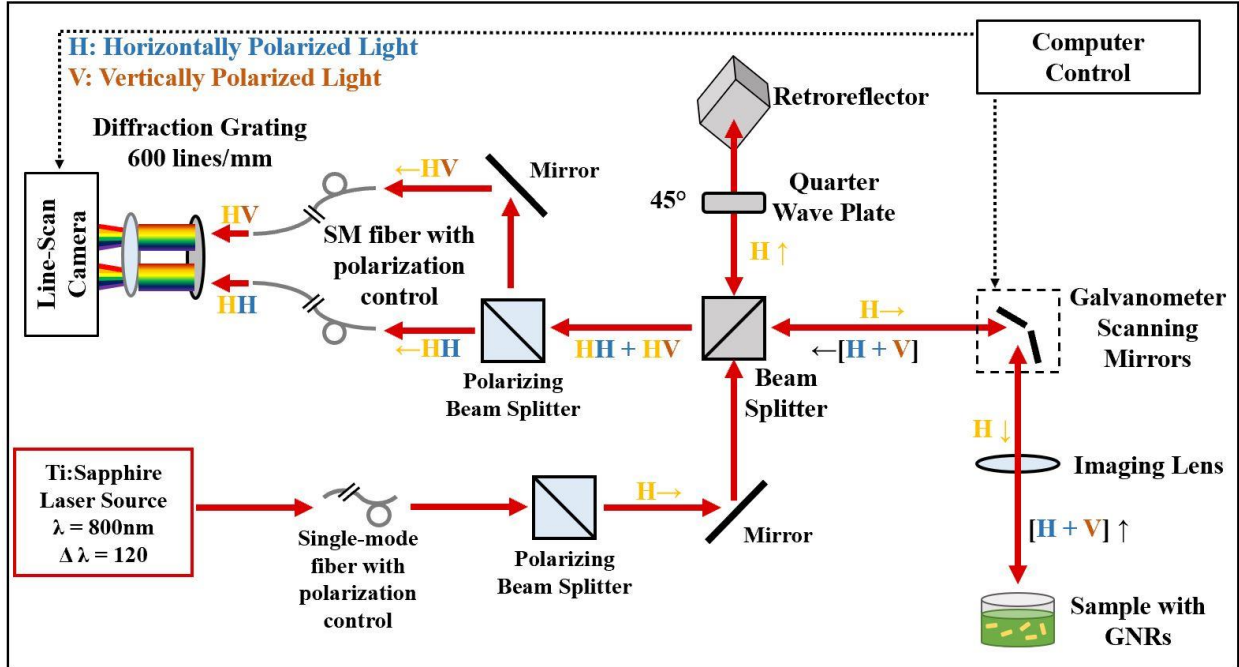 H: Horizontally Polarized Light
V: Vertically Polarized Light
Computer
Control
Diffraction Grating
600 lines/mm
Retroreflector
Mirror
←HV
45°
Quarter
Wave Plate
Line-Scan
Camera
HV
SM fiber with
polarization
control
H ↑
HH
←HH
HH + HV
H→
←[H + V]
Galvanometer
Scanning
Mirrors
Polarizing
Beam Splitter
Beam
Splitter
H ↓
Imaging Lens
Ti:Sapphire
Laser Source
λ = 800nm
Δ λ = 120
H→
Single-mode
fiber with
polarization
control
Polarizing
Beam Splitter
Mirror
[H + V] ↑
Sample with
GNRs